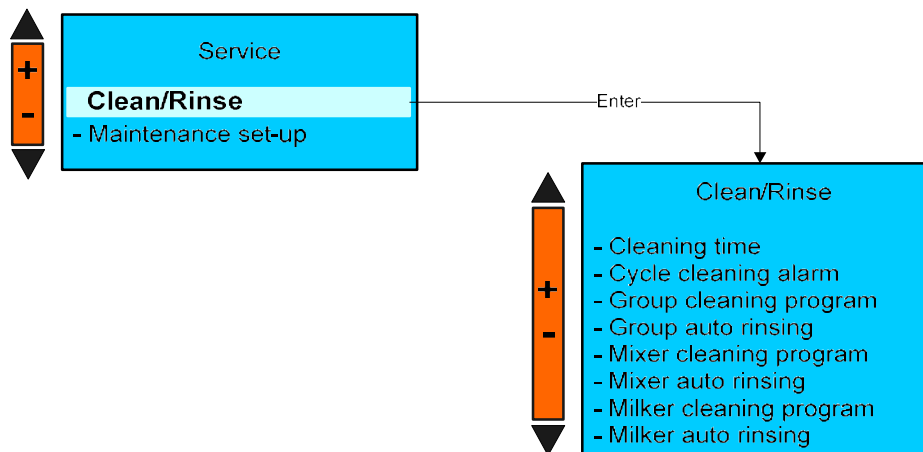 Service
+
Clean/Rinse
-
- Maintenance set-up
Enter
Clean/Rinse
- Cleaning time
- Cycle cleaning alarm
+
- Group cleaning program
-
- Group auto rinsing
- Mixer cleaning program
- Mixer auto rinsing
- Milker cleaning program
- Milker auto rinsing